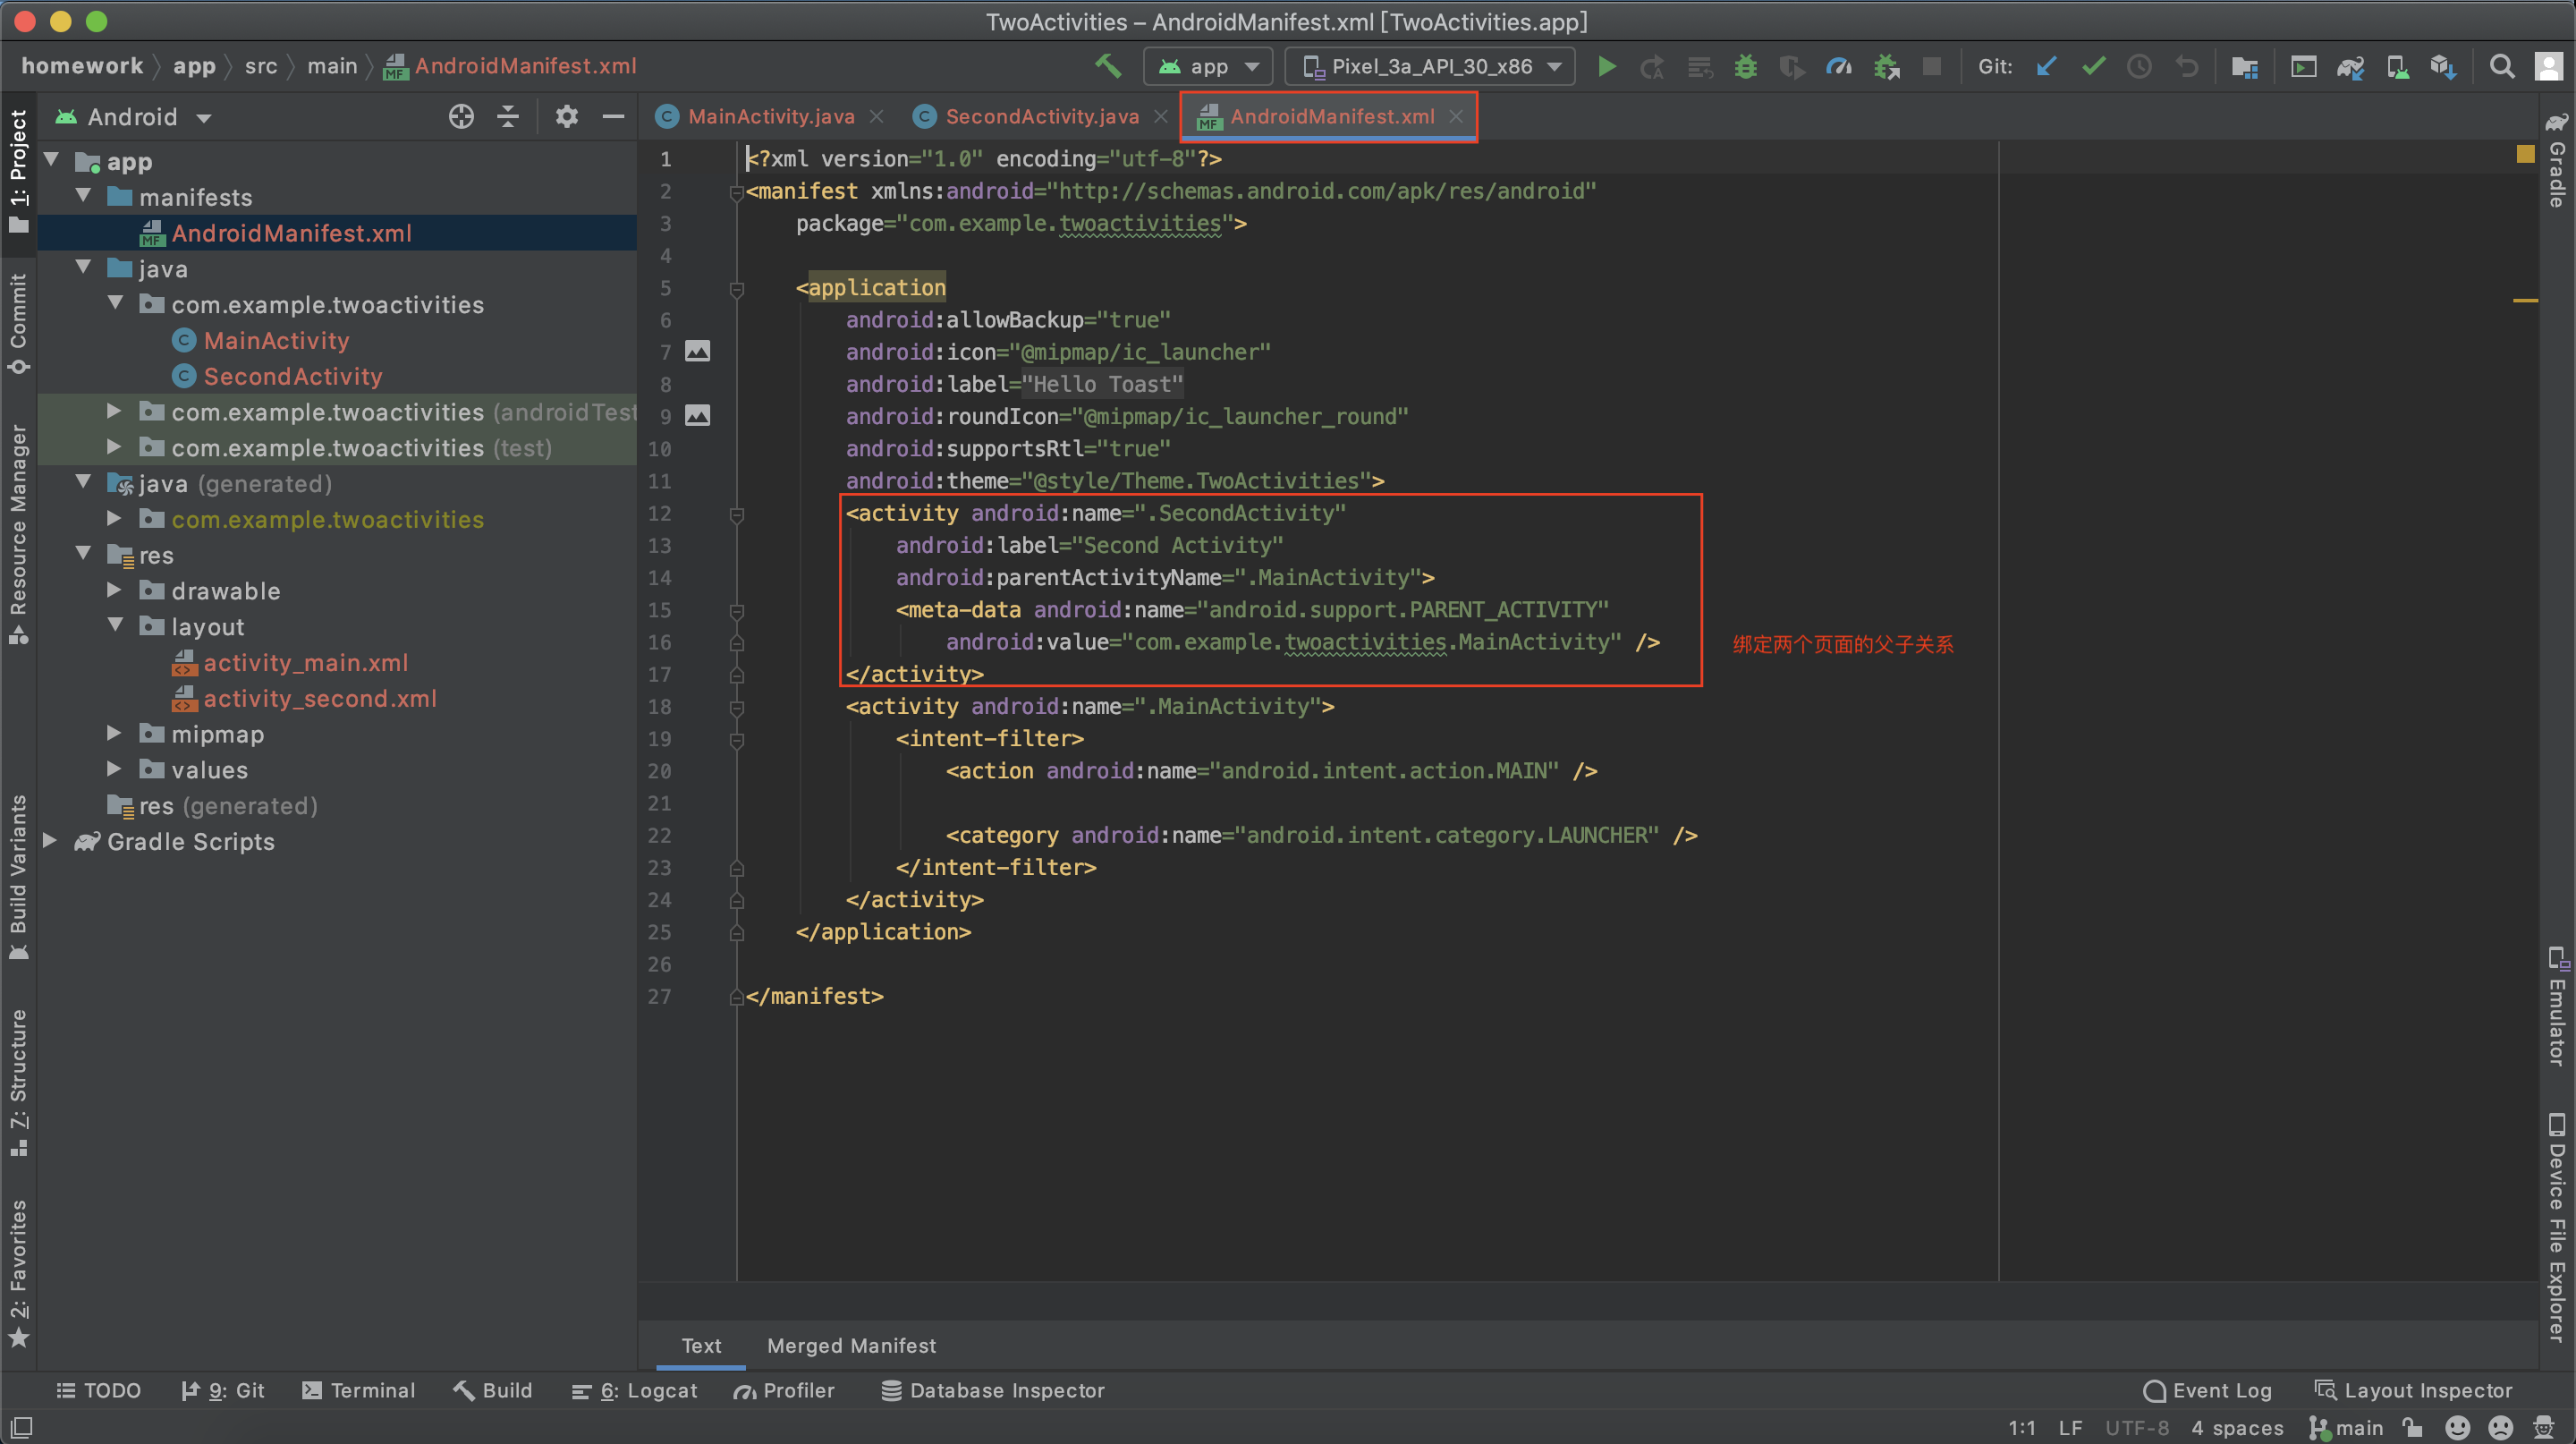 TwoActivities – AndroidManifest.xml [TwoActivities.app]
homework app src main AndroidManifest.xml app Pixel_3a_API_30_x86 Git:
Android
MainActivity.java SecondActivity.java AndroidManifest.xml
1: Project
Commit
Resource Manager
Build Variants
Z: Structure
2: Favorites
app
manifests
AndroidManifest.xml
java
com.example.twoactivities
MainActivity
SecondActivity
com.example.twoactivities (androidTest
com.example.twoactivities (test)
java (generated)
com.example.twoactivities
res
drawable
layout
activity_main.xml
activity_second.xml
mipmap
values
res (generated)
Gradle Scripts
1 <?xml version="1.0" encoding="utf-8"?>
2 <manifest xmlns:android="http://schemas.android.com/apk/res/android"
3 package="com.example.twoactivities">
4
5 <application
6 android:allowBackup="true"
7 android:icon="@mipmap/ic_launcher"
8 android:label="Hello Toast"
9 android:roundIcon="@mipmap/ic_launcher_round"
10 android:supportsRtl="true"
11 android:theme="@style/Theme.TwoActivities">
12 <activity android:name=".SecondActivity"
13 android:label="Second Activity"
14 android:parentActivityName=".MainActivity">
15 <meta-data android:name="android.support.PARENT_ACTIVITY"
16 android:value="com.example.twoactivities.MainActivity" />
绑定两个页面的父子关系
17 </activity>
18 <activity android:name=".MainActivity">
19 <intent-filter>
20 <action android:name="android.intent.action.MAIN" />
21
22 <category android:name="android.intent.category.LAUNCHER" />
23 </intent-filter>
24 </activity>
25 </application>
26
27 </manifest>
Gradle
Emulator
Device File Explorer
Text Merged Manifest
TODO 9: Git Terminal Build 6: Logcat Profiler Database Inspector Event Log Layout Inspector
1:1 LF UTF-8 4 spaces main